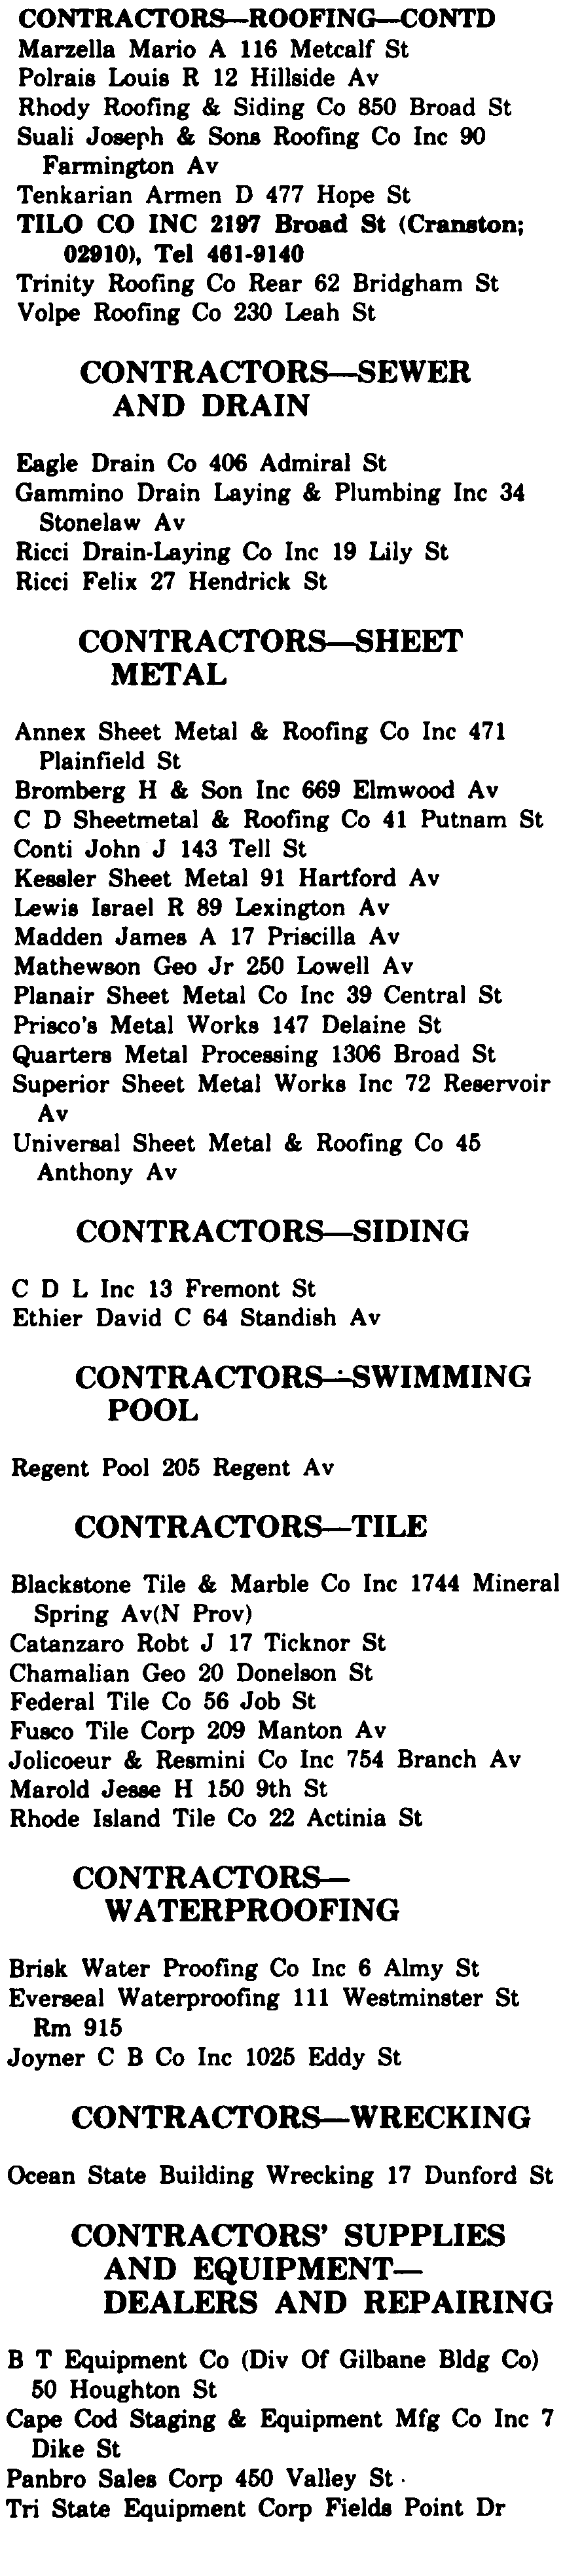 CONTRACTORS—ROOFING—CONTD
Marzella Mario A 116 Metcalf St
Polrais Louis R 12 Hillside Av
Rhody Roofing & Siding Co 850 Broad St
Suali Joseph & Sons Roofing Co Inc 90
Farmington Av
Tenkarian Armen D 477 Hope St
TILO CO INC 2197 Broad St (Cranston;
02910), Tel 461-9140
Trinity Roofing Co Rear 62 Bridgham St
Volpe Roofing Co 230 Leah St
CONTRACTORS—SEWER
AND DRAIN
Eagle Drain Co 406 Admiral St
Gammino Drain Laying & Plumbing Inc 34
Stonelaw Av
Ricci Drain-Laying Co Inc 19 Lily St
Ricci Felix 27 Hendrick St
CONTRACTORS—SHEET
METAL
Annex Sheet Metal & Roofing Co Inc 471
Plainfield St
Bromberg H & Son Inc 669 Elmwood Av
C D Sheetmetal & Roofing Co 41 Putnam St
Conti John J 143 Tell St
Kessler Sheet Metal 91 Hartford Av
Lewis Israel R 89 Lexington Av
Madden James A 17 Priscilla Av
Mathewson Geo Jr 250 Lowell Av
Planair Sheet Metal Co Inc 39 Central St
Prisco's Metal Works 147 Delaine St
Quarters Metal Processing 1306 Broad St
Superior Sheet Metal Works Inc 72 Reservoir
Av
Universal Sheet Metal & Roofing Co 45
Anthony Av
CONTRACTORS—SIDING
C D L Inc 13 Fremont St
Ethier David C 64 Standish Av
CONTRACTORS—SWIMMING
POOL
Regent Pool 205 Regent Av
CONTRACTORS—TILE
Blackstone Tile & Marble Co Inc 1744 Mineral
Spring Av(N Prov)
Catanzaro Robt J 17 Ticknor St
Chamalian Geo 20 Donelson St
Federal Tile Co 56 Job St
Fusco Tile Corp 209 Manton Av
Jolicoeur & Resmini Co Inc 754 Branch Av
Marold Jesse H 150 9th St
Rhode Island Tile Co 22 Actinia St
CONTRACTORS—
WATERPROOFING
Brisk Water Proofing Co Inc 6 Almy St
Everseal Waterproofing 111 Westminster St
Rm 915
Joyner C B Co Inc 1025 Eddy St
CONTRACTORS—WRECKING
Ocean State Building Wrecking 17 Dunford St
CONTRACTORS' SUPPLIES
AND EQUIPMENT—
DEALERS AND REPAIRING
B T Equipment Co (Div Of Gilbane Bldg Co)
50 Houghton St
Cape Cod Staging & Equipment Mfg Co Inc 7
Dike St
Panbro Sales Corp 450 Valley St
Tri State Equipment Corp Fields Point Dr